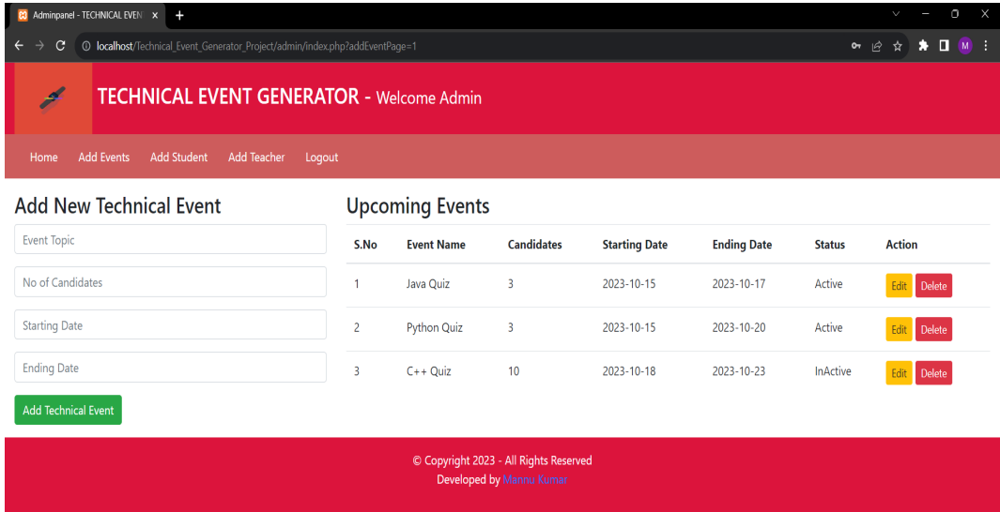 Adminpanel - TECHNICAL EVEN
localhost/Technical_Event_Generator_Project/admin/index.php?addEventPage=1
M
TECHNICAL EVENT GENERATOR - Welcome Admin
Home Add Events Add Student Add Teacher Logout
Add New Technical Event
Event Topic
No of Candidates
Starting Date
Ending Date
Add Technical Event
Upcoming Events
S.No Event Name Candidates Starting Date Ending Date Status Action
1 Java Quiz 3 2023-10-15 2023-10-17 Active Edit Delete
2 Python Quiz 3 2023-10-15 2023-10-20 Active Edit Delete
3 C++ Quiz 10 2023-10-18 2023-10-23 InActive Edit Delete
© Copyright 2023 - All Rights Reserved
Developed by Mannu Kumar